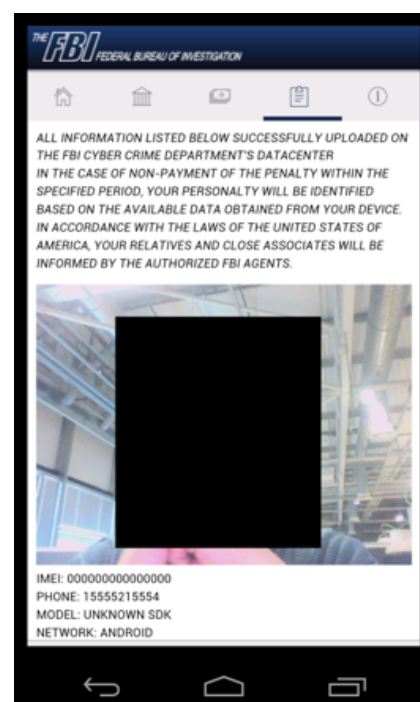 THE FBI FEDERAL BUREAU OF INVESTIGATION
ALL INFORMATION LISTED BELOW SUCCESSFULLY UPLOADED ON
THE FBI CYBER CRIME DEPARTMENT'S DATACENTER
IN THE CASE OF NON-PAYMENT OF THE PENALTY WITHIN THE
SPECIFIED PERIOD, YOUR PERSONALTY WILL BE IDENTIFIED
BASED ON THE AVAILABLE DATA OBTAINED FROM YOUR DEVICE.
IN ACCORDANCE WITH THE LAWS OF THE UNITED STATES OF
AMERICA, YOUR RELATIVES AND CLOSE ASSOCIATES WILL BE
INFORMED BY THE AUTHORIZED FBI AGENTS.
IMEI: 000000000000000
PHONE: 15555215554
MODEL: UNKNOWN SDK
NETWORK: ANDROID